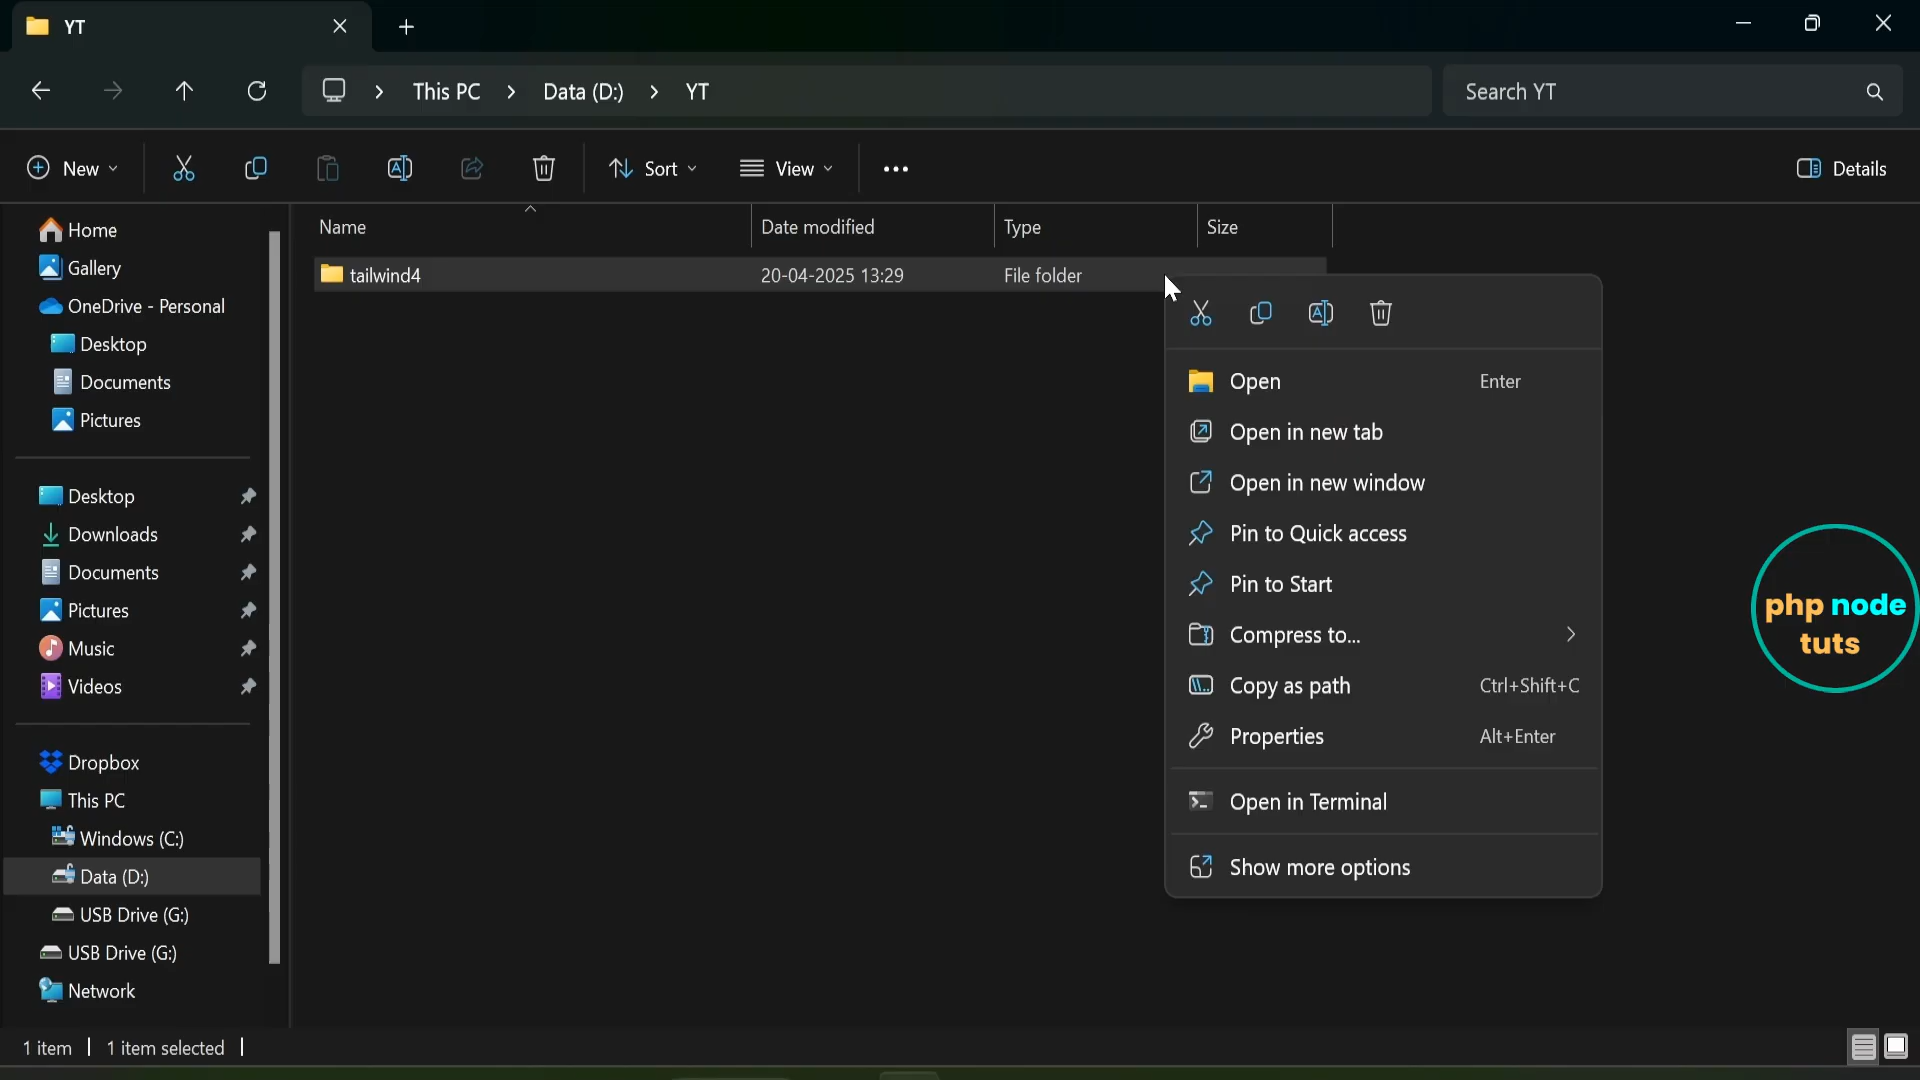 YT
This PC > Data (D:) > YT
Search YT
New
Sort
View
Details
Name
Date modified
Type
Size
tailwind4
20-04-2025 13:29
File folder
Home
Gallery
OneDrive - Personal
Desktop
Documents
Pictures
Desktop
Downloads
Documents
Pictures
Music
Videos
Dropbox
This PC
Windows (C:)
Data (D:)
USB Drive (G:)
USB Drive (G:)
Network
Open Enter
Open in new tab
Open in new window
Pin to Quick access
Pin to Start
Compress to...
Copy as path Ctrl+Shift+C
Properties Alt+Enter
Open in Terminal
Show more options
php node
tuts
1 item
1 item selected